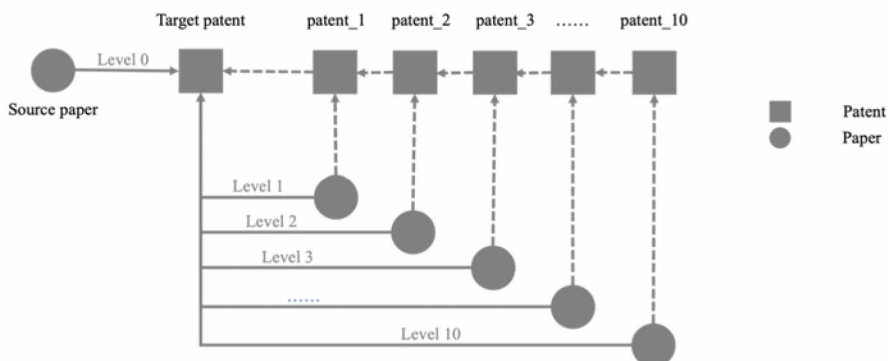 Target patent patent_1 patent_2 patent_3 ...... patent_10
Level 0
Source paper
Patent
Paper
Level 1
Level 2
Level 3
......
Level 10